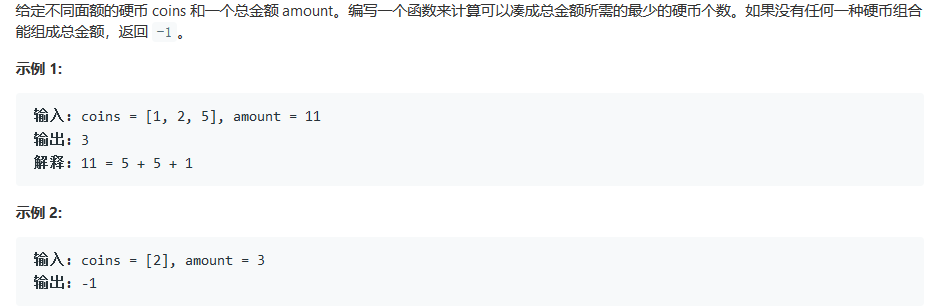 给定不同面额的硬币 coins 和一个总金额 amount。编写一个函数来计算可以凑成总金额所需的最少的硬币个数。如果没有任何一种硬币组合
能组成总金额，返回 -1 。
示例 1:
输入: coins = [1, 2, 5], amount = 11
输出: 3
解释: 11 = 5 + 5 + 1
示例 2:
输入: coins = [2], amount = 3
输出: -1